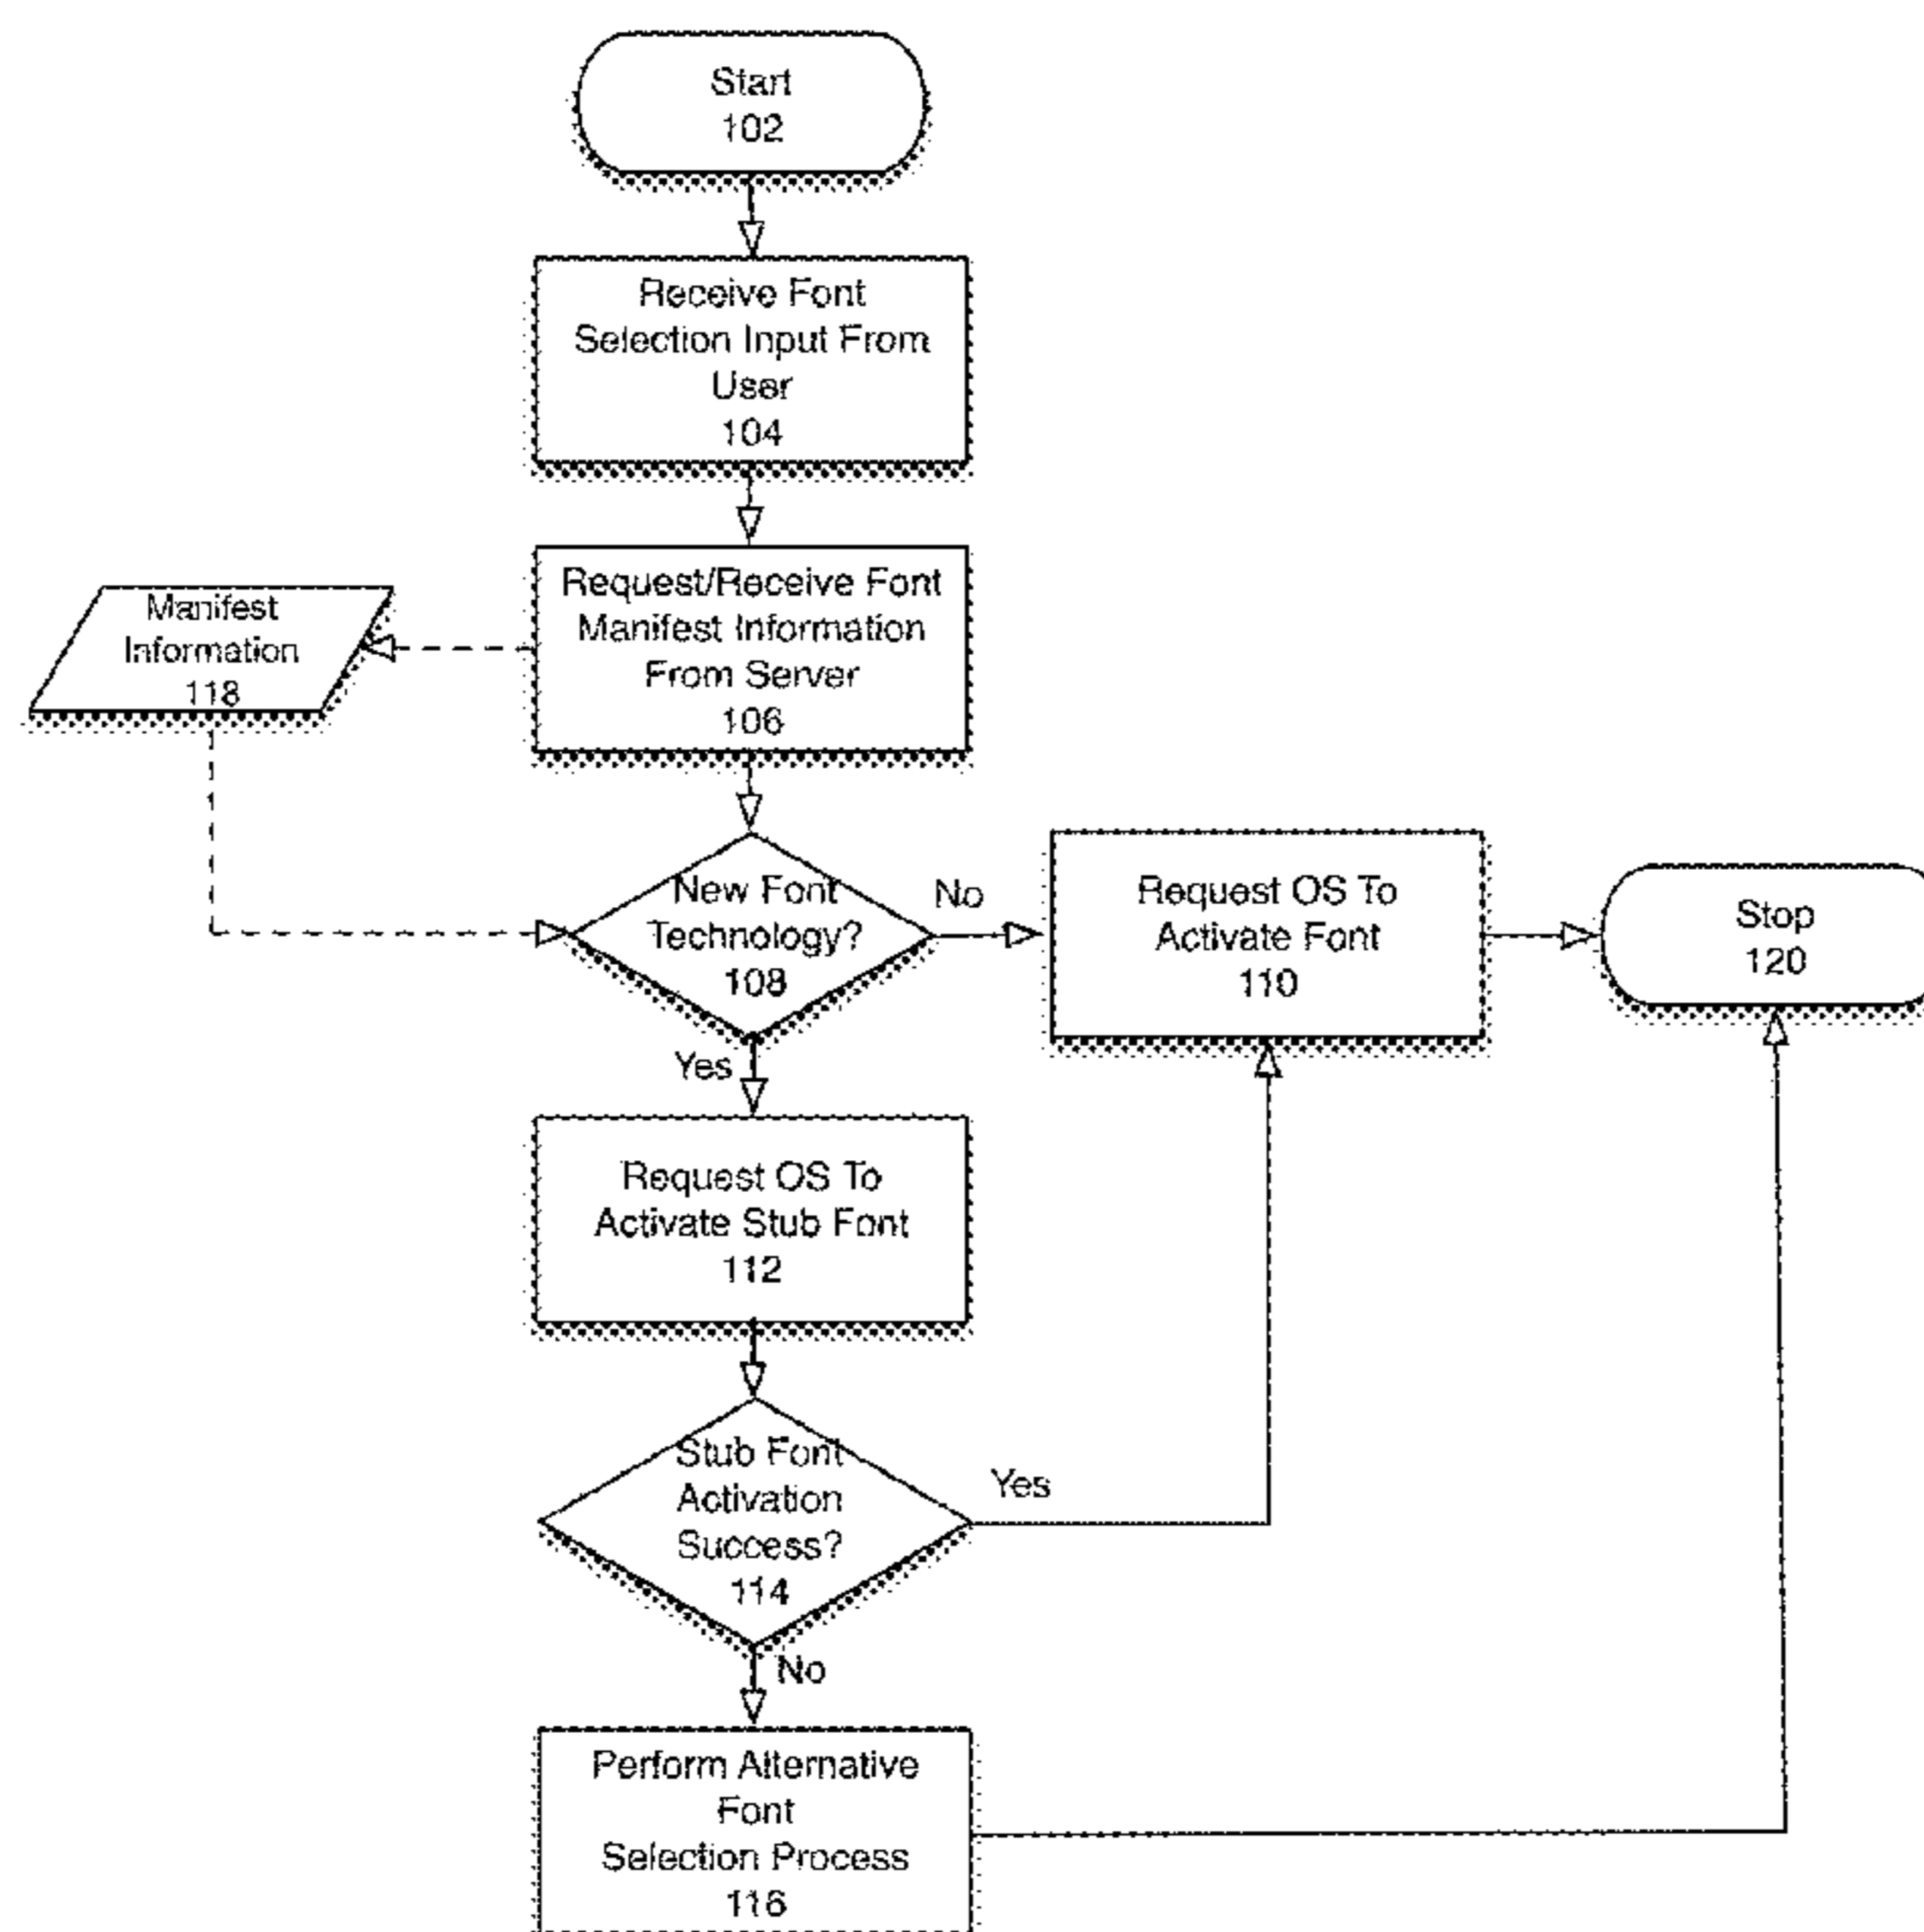 Start
102
Receive Font
Selection Input From
User
104
Request/Receive Font
Manifest Information
From Server
106
Manifest
Information
118
New Font
Technology?
108
No
Request OS To
Activate Font
110
Stop
120
Yes
Request OS To
Activate Stub Font
112
Stub Font
Activation
Success?
114
Yes
No
Perform Alternative
Font
Selection Process
116